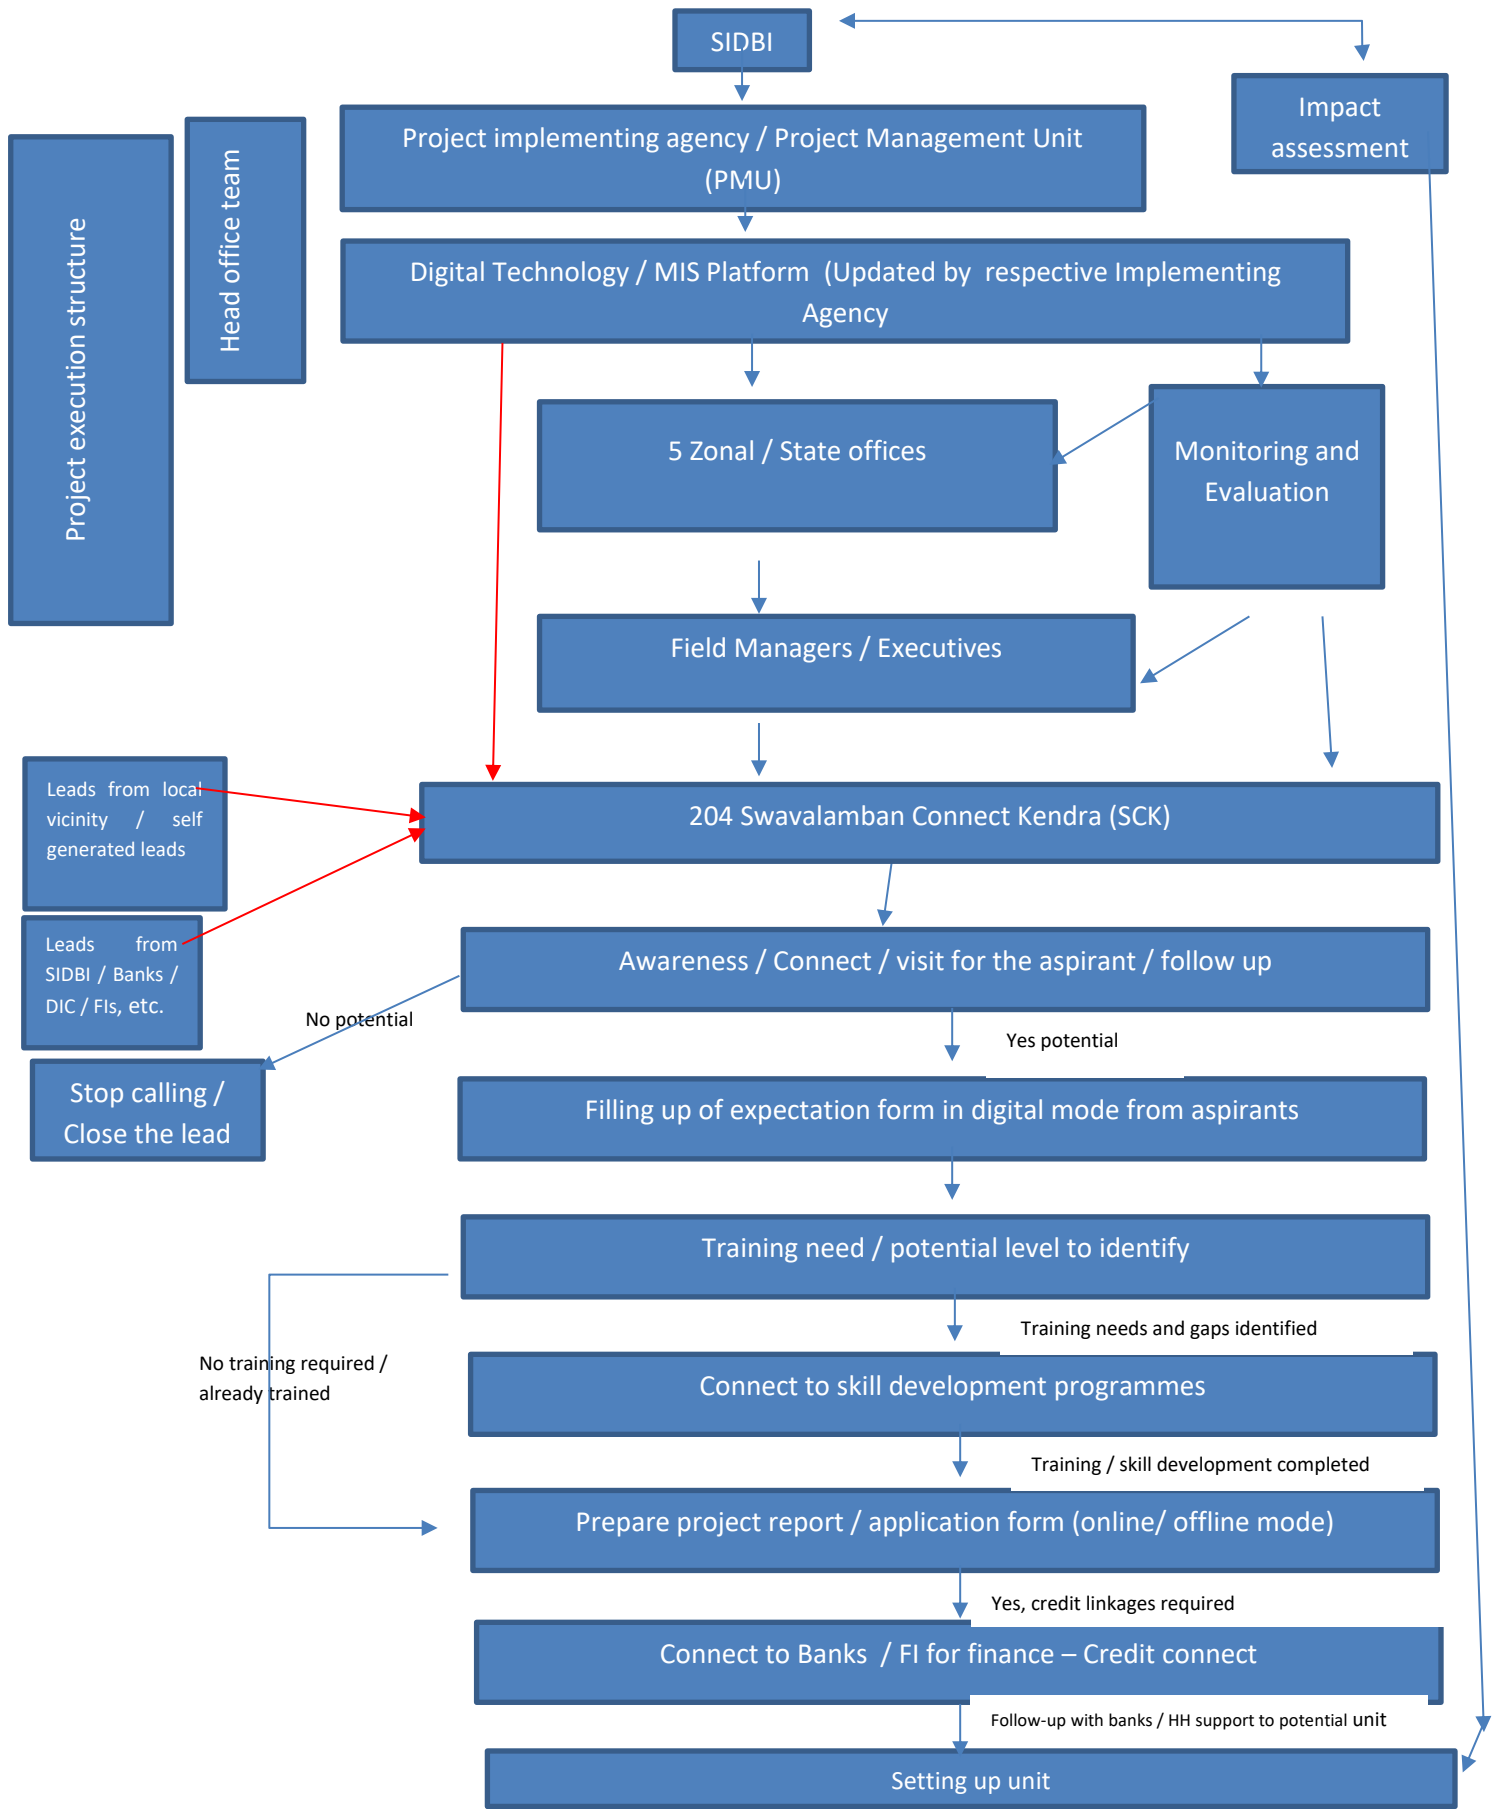 SIDBI
Impact
assessment
Project implementing agency / Project Management Unit
(PMU)
Project execution structure
Head office team
Digital Technology / MIS Platform  (Updated by  respective Implementing
Agency
5 Zonal / State offices
Monitoring and
Evaluation
Field Managers / Executives
Leads from local
vicinity / self
generated leads
204 Swavalamban Connect Kendra (SCK)
Leads from
SIDBI / Banks /
DIC / FIs, etc.
Awareness / Connect / visit for the aspirant / follow up
No potential
Yes potential
Stop calling /
Close the lead
Filling up of expectation form in digital mode from aspirants
Training need / potential level to identify
Training needs and gaps identified
No training required /
already trained
Connect to skill development programmes
Training / skill development completed
Prepare project report / application form (online/ offline mode)
Yes, credit linkages required
Connect to Banks  / FI for finance – Credit connect
Follow-up with banks / HH support to potential unit
Setting up unit